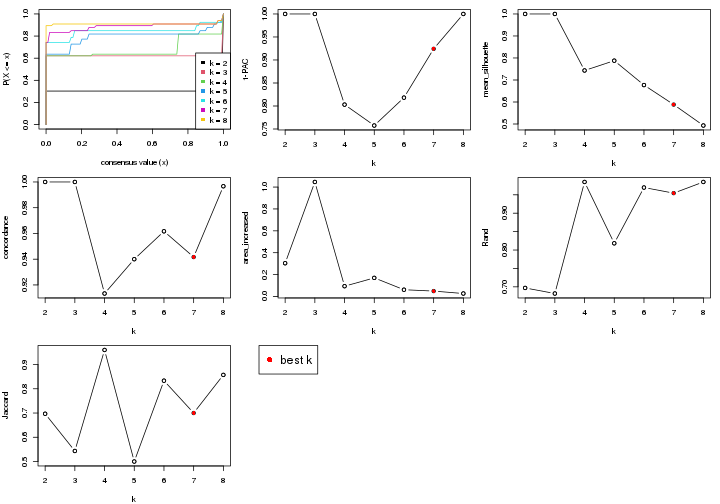 P(X <= x)
0.0 0.2 0.4 0.6 0.8 1.0
k = 2
k = 3
k = 4
k = 5
k = 6
k = 7
k = 8
0.0 0.2 0.4 0.6 0.8 1.0
consensus value (x)
1-PAC
0.75 0.80 0.85 0.90 0.95 1.00
2 3 4 5 6 7 8
k
mean_silhouette
0.5 0.6 0.7 0.8 0.9 1.0
2 3 4 5 6 7 8
k
concordance
0.92 0.94 0.96 0.98 1.00
2 3 4 5 6 7 8
k
area_increased
0.0 0.2 0.4 0.6 0.8 1.0
2 3 4 5 6 7 8
k
Rand
0.70 0.80 0.90
2 3 4 5 6 7 8
k
Jaccard
0.5 0.6 0.7 0.8 0.9
2 3 4 5 6 7 8
k
best k